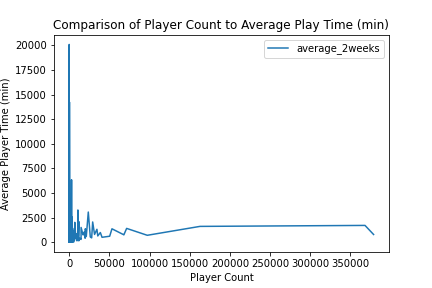 Comparison of Player Count to Average Play Time (min)
average_2weeks
20000
17500
15000
12500
10000
7500
5000
2500
0
Average Player Time (min)
0 50000 100000 150000 200000 250000 300000 350000
Player Count